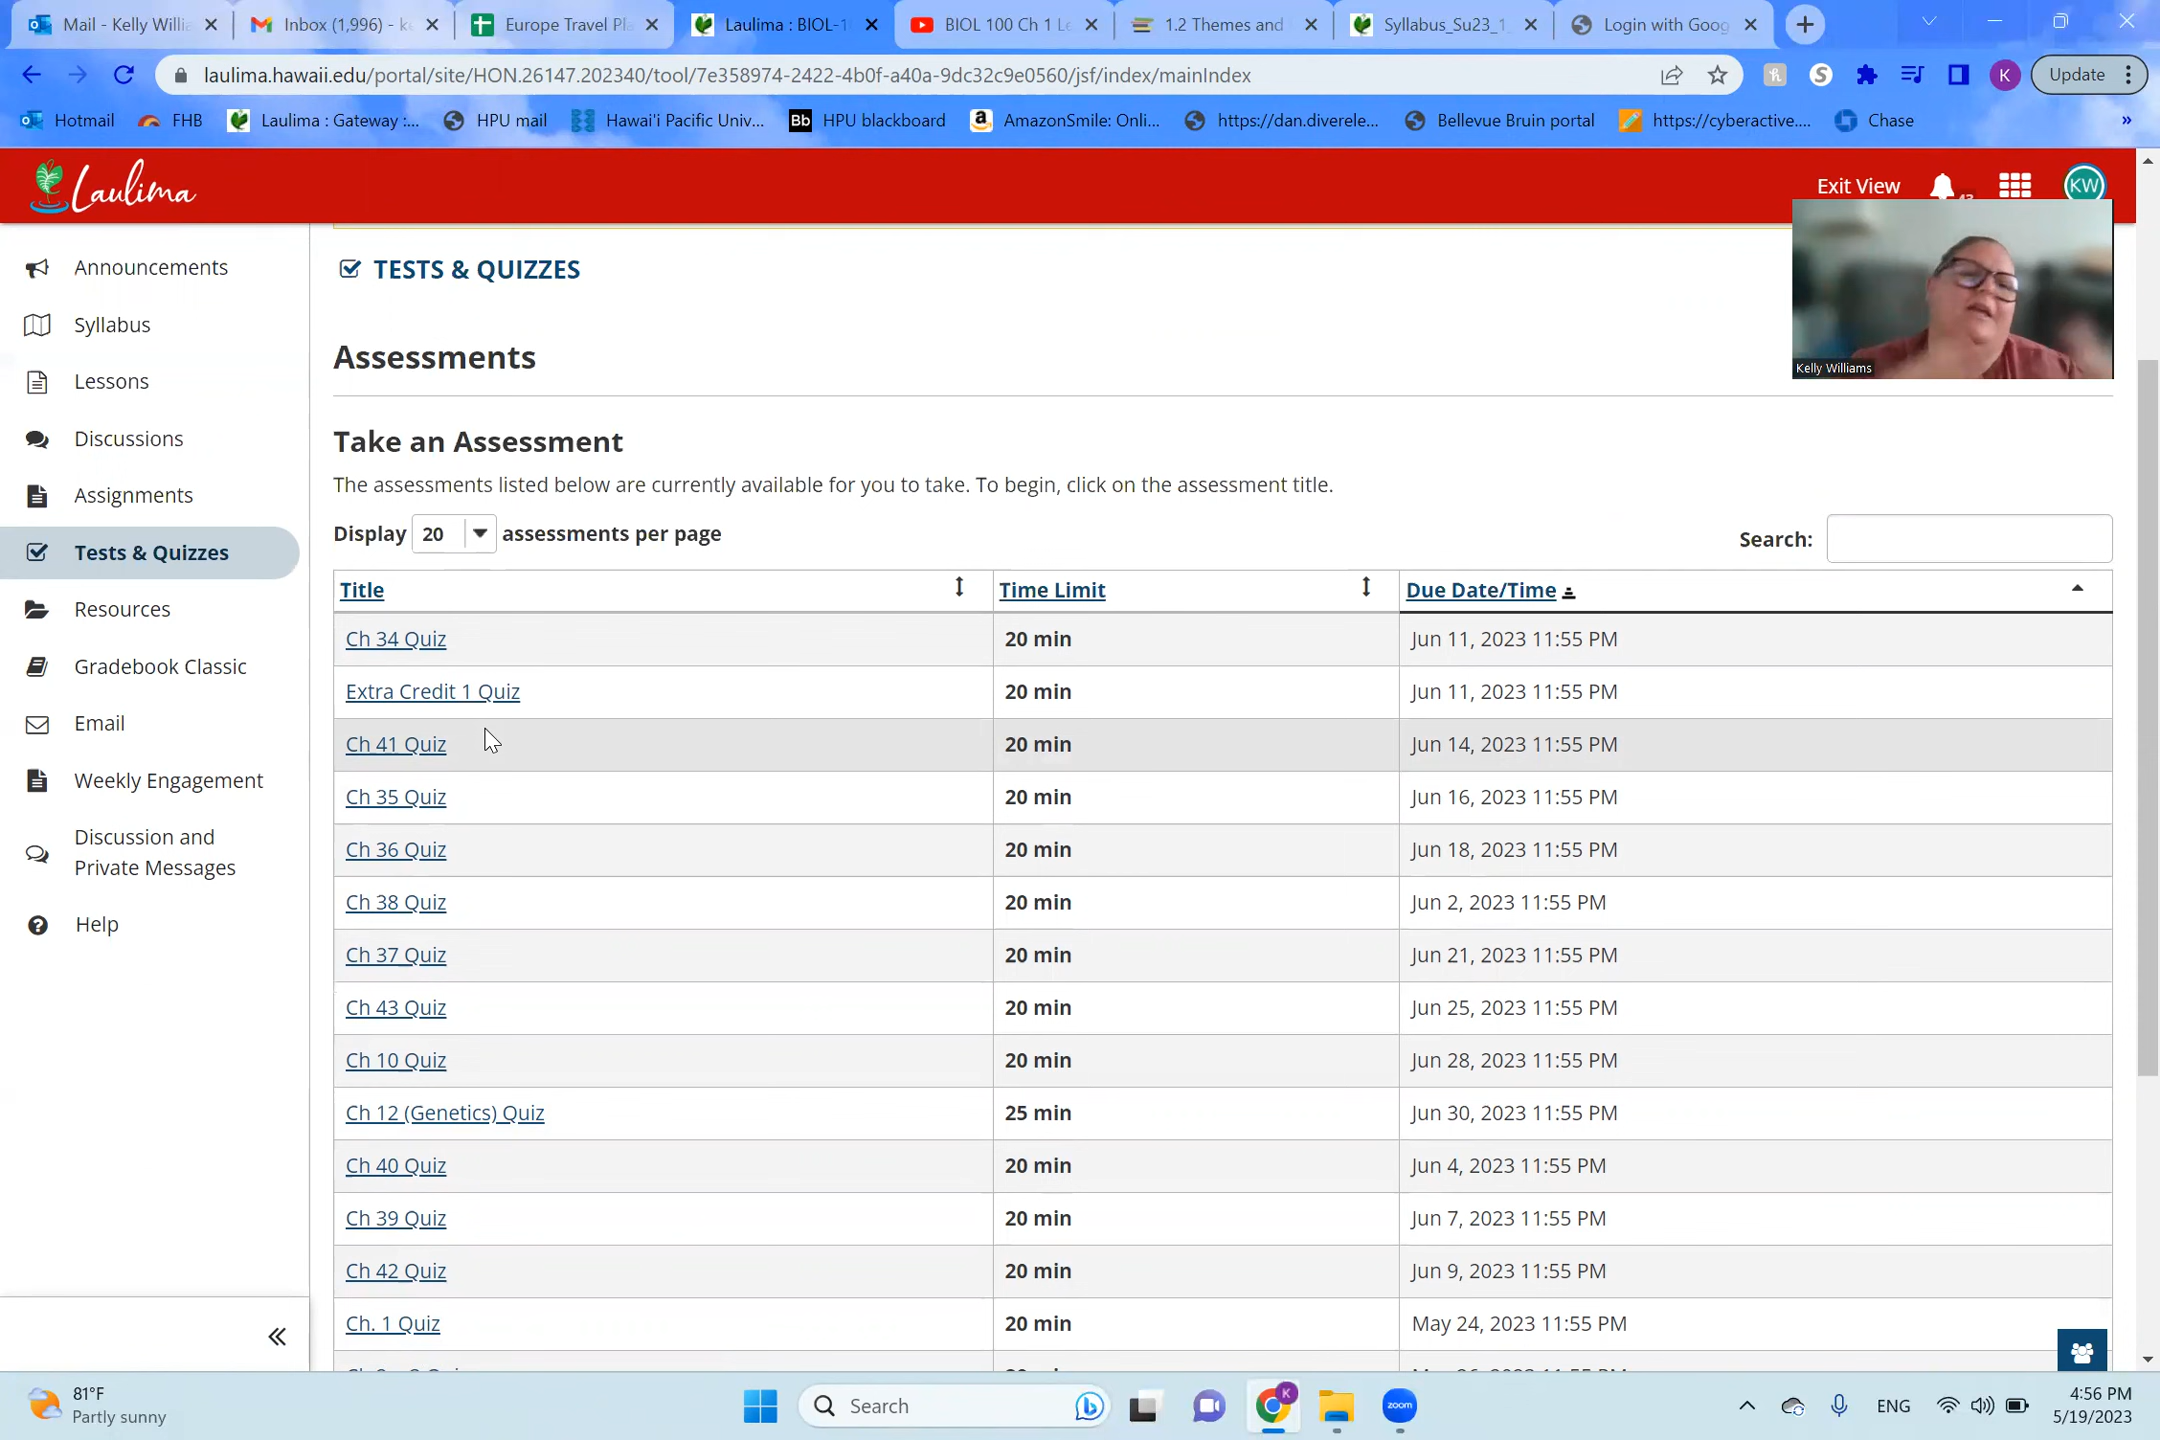 Mail - Kelly Willia
Inbox (1,996) - ke
Europe Travel Pla
Laulima : BIOL-1
BIOL 100 Ch 1 Le
1.2 Themes and
Syllabus_Su23_1
Login with Goog
laulima.hawaii.edu/portal/site/HON.26147.202340/tool/7e358974-2422-4b0f-a40a-9dc32c9e0560/jsf/index/mainIndex
K
Update
Hotmail
FHB
Laulima : Gateway :...
HPU mail
Hawai'i Pacific Univ...
Bb HPU blackboard
AmazonSmile: Onli...
https://dan.diverele...
Bellevue Bruin portal
https://cyberactive....
Chase
»
Laulima
Exit View
KW
Kelly Williams
Announcements
Syllabus
Lessons
Discussions
Assignments
Tests & Quizzes
Resources
Gradebook Classic
Email
Weekly Engagement
Discussion and
Private Messages
Help
TESTS & QUIZZES
Assessments
Take an Assessment
The assessments listed below are currently available for you to take. To begin, click on the assessment title.
Display 20 assessments per page
Search:
Title Time Limit Due Date/Time
Ch 34 Quiz 20 min Jun 11, 2023 11:55 PM
Extra Credit 1 Quiz 20 min Jun 11, 2023 11:55 PM
Ch 41 Quiz 20 min Jun 14, 2023 11:55 PM
Ch 35 Quiz 20 min Jun 16, 2023 11:55 PM
Ch 36 Quiz 20 min Jun 18, 2023 11:55 PM
Ch 38 Quiz 20 min Jun 2, 2023 11:55 PM
Ch 37 Quiz 20 min Jun 21, 2023 11:55 PM
Ch 43 Quiz 20 min Jun 25, 2023 11:55 PM
Ch 10 Quiz 20 min Jun 28, 2023 11:55 PM
Ch 12 (Genetics) Quiz 25 min Jun 30, 2023 11:55 PM
Ch 40 Quiz 20 min Jun 4, 2023 11:55 PM
Ch 39 Quiz 20 min Jun 7, 2023 11:55 PM
Ch 42 Quiz 20 min Jun 9, 2023 11:55 PM
Ch. 1 Quiz 20 min May 24, 2023 11:55 PM
81°F
Partly sunny
Search
K
zoom
ENG
4:56 PM
5/19/2023